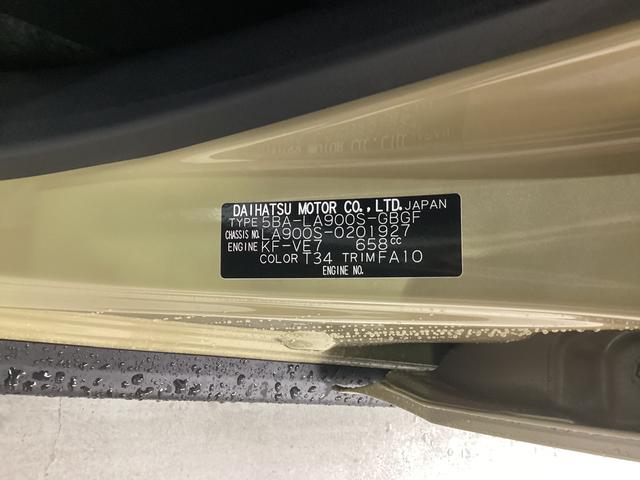 DAIHATSU MOTOR CO., LTD. JAPAN
TYPE 5BA-LA900S-GBGF
CHASSIS NO. LA900S-0201927
ENGINE KF-VE7 658cc
COLOR T34 TRIM FA10
ENGINE NO.